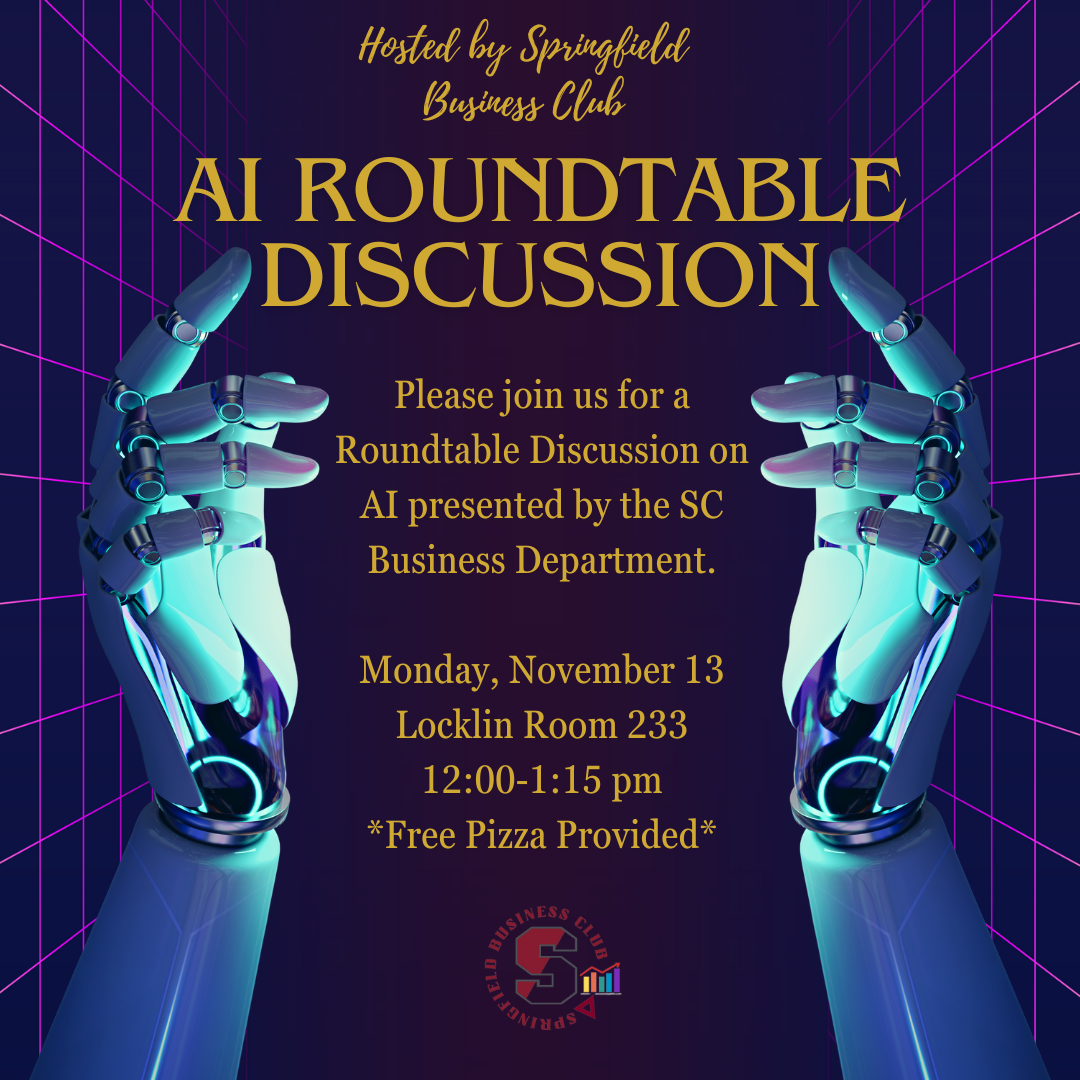 Hosted by Springfield
Business Club
AI ROUNDTABLE
DISCUSSION
Please join us for a
Roundtable Discussion on
AI presented by the SC
Business Department.
Monday, November 13
Locklin Room 233
12:00-1:15 pm
*Free Pizza Provided*
SPRINGFIELD BUSINESS CLUB
S